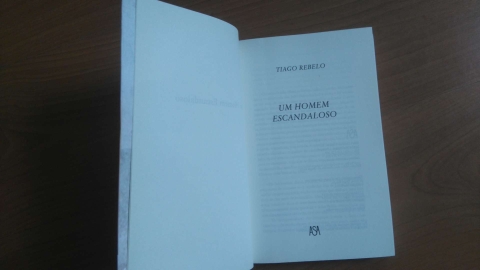 TIAGO REBELO
UM HOMEM
ESCANDALOSO
ASA